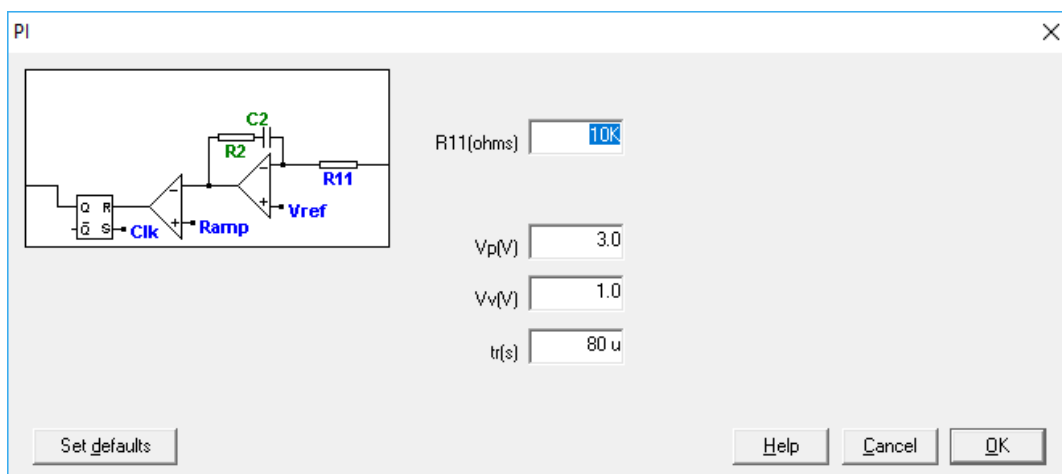 PI
C2
R2
R11
Vref
Ramp
Clk
Q R
Q̅ S
− +
− +
R11(ohms) 10K
Vp(V) 3.0
Vv(V) 1.0
tr(s) 80 u
Set defaults Help Cancel OK